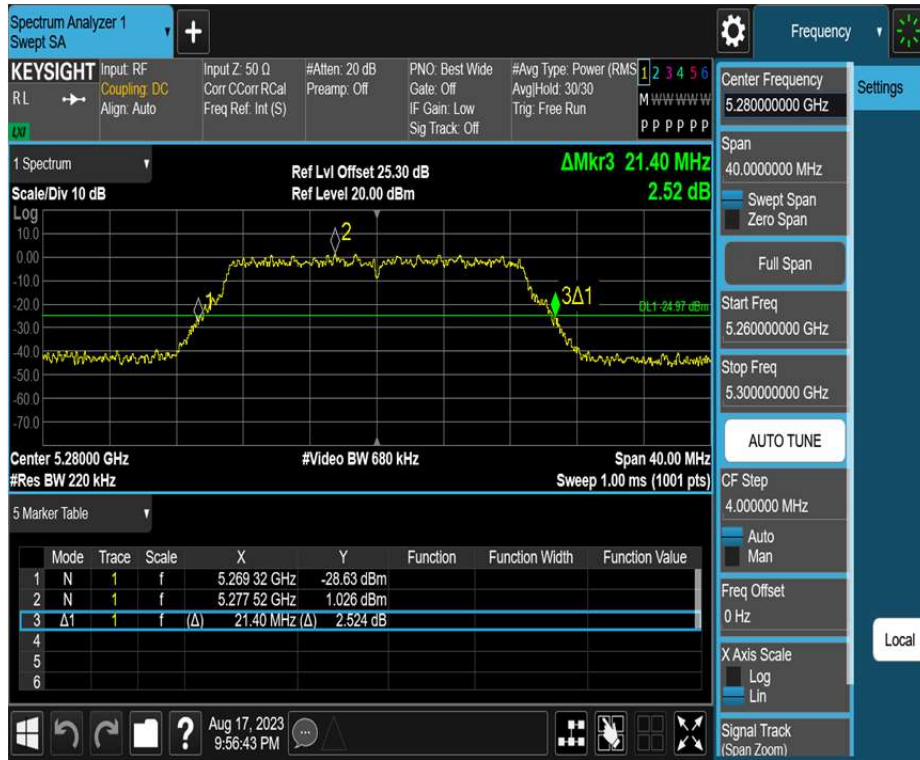 Spectrum Analyzer 1
Swept SA
+
Frequency
KEYSIGHT
RL
LXI
Input: RF
Coupling: DC
Align: Auto
Input Z: 50 Ω
Corr CCorr RCal
Freq Ref: Int (S)
#Atten: 20 dB
Preamp: Off
PNO: Best Wide
Gate: Off
IF Gain: Low
Sig Track: Off
#Avg Type: Power (RMS
Avg|Hold: 30/30
Trig: Free Run
1 2 3 4 5 6
M W W W W W
P P P P P P
Center Frequency
5.280000000 GHz
Settings
1 Spectrum
Scale/Div 10 dB
Ref Lvl Offset 25.30 dB
Ref Level 20.00 dBm
ΔMkr3 21.40 MHz
2.52 dB
Log
10.0
0.00
-10.0
-20.0
-30.0
-40.0
-50.0
-60.0
-70.0
1
2
3Δ1
DL1 -24.97 dBm
Center 5.28000 GHz
#Video BW 680 kHz
Span 40.00 MHz
#Res BW 220 kHz
Sweep 1.00 ms (1001 pts)
Span
40.0000000 MHz
Swept Span
Zero Span
Full Span
Start Freq
5.260000000 GHz
Stop Freq
5.300000000 GHz
AUTO TUNE
CF Step
4.000000 MHz
Auto
Man
Freq Offset
0 Hz
X Axis Scale
Log
Lin
Signal Track
(Span Zoom)
Local
5 Marker Table
Mode Trace Scale X Y Function Function Width Function Value
1 N 1 f 5.269 32 GHz -28.63 dBm
2 N 1 f 5.277 52 GHz 1.026 dBm
3 Δ1 1 f (Δ) 21.40 MHz (Δ) 2.524 dB
4
5
6
?
Aug 17, 2023
9:56:43 PM